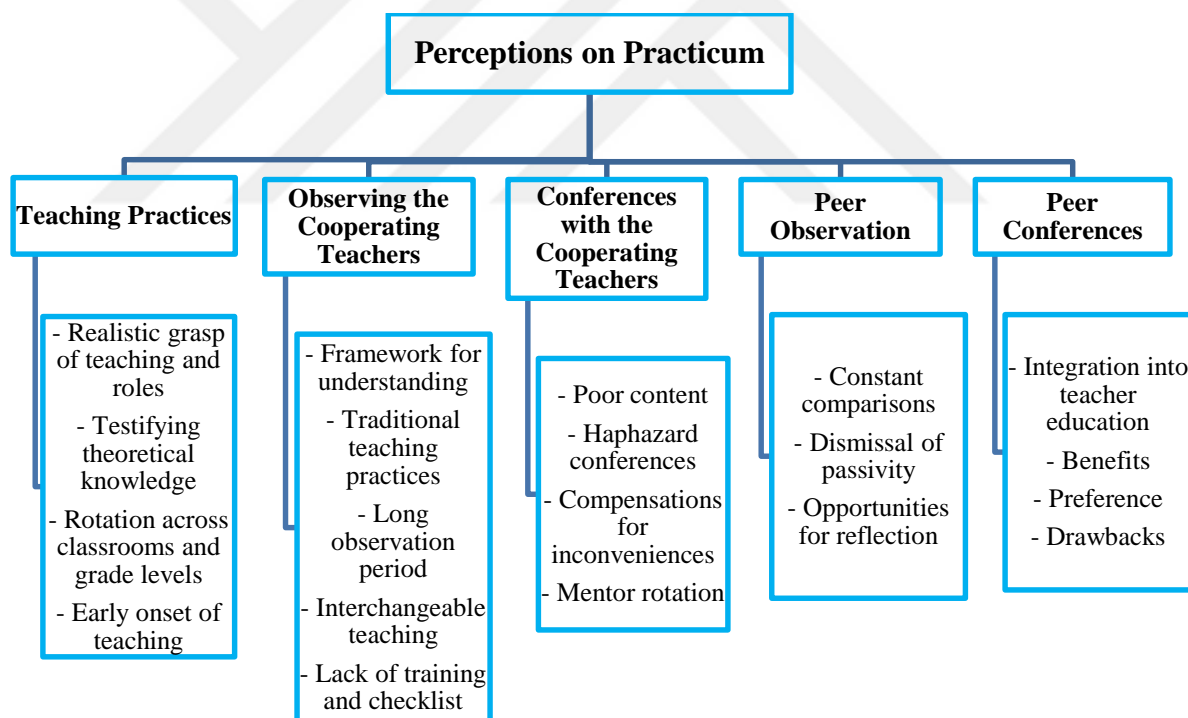 Perceptions on Practicum
Teaching Practices
Observing the
Cooperating
Teachers
Conferences
with the
Cooperating
Teachers
Peer
Observation
Peer
Conferences
- Realistic grasp
of teaching and
roles
- Testifying
theoretical
knowledge
- Rotation across
classrooms and
grade levels
- Early onset of
teaching
- Framework for
understanding
- Traditional
teaching
practices
- Long
observation
period
- Interchangeable
teaching
- Lack of training
and checklist
- Poor content
- Haphazard
conferences
- Compensations
for
inconveniences
- Mentor rotation
- Constant
comparisons
- Dismissal of
passivity
- Opportunities
for reflection
- Integration into
teacher
education
- Benefits
- Preference
- Drawbacks